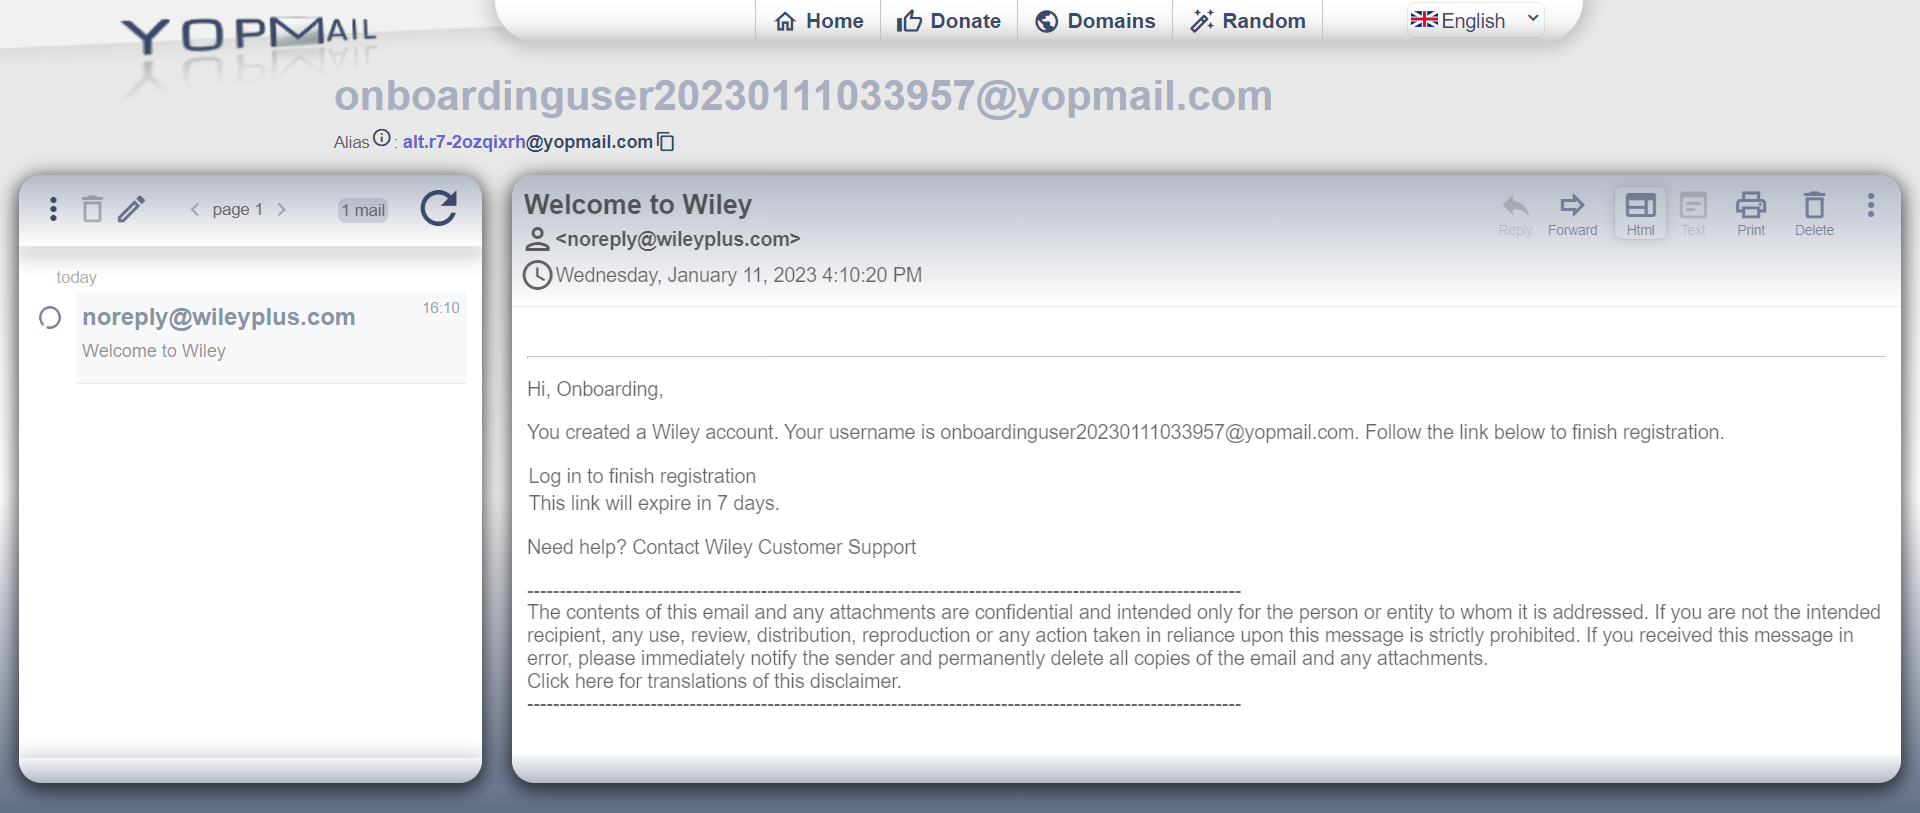 YOPMAIL
Home
Donate
Domains
Random
English
onboardinguser20230111033957@yopmail.com
Alias : alt.r7-2ozqixrh@yopmail.com
page 1
1 mail
today
noreply@wileyplus.com
16:10
Welcome to Wiley
Welcome to Wiley
<noreply@wileyplus.com>
Wednesday, January 11, 2023 4:10:20 PM
Reply
Forward
Html
Text
Print
Delete
Hi, Onboarding,
You created a Wiley account. Your username is onboardinguser20230111033957@yopmail.com. Follow the link below to finish registration.
Log in to finish registration
This link will expire in 7 days.
Need help? Contact Wiley Customer Support
--------------------------------------------------------------------------------------------------------------
The contents of this email and any attachments are confidential and intended only for the person or entity to whom it is addressed. If you are not the intended
recipient, any use, review, distribution, reproduction or any action taken in reliance upon this message is strictly prohibited. If you received this message in
error, please immediately notify the sender and permanently delete all copies of the email and any attachments.
Click here for translations of this disclaimer.
--------------------------------------------------------------------------------------------------------------